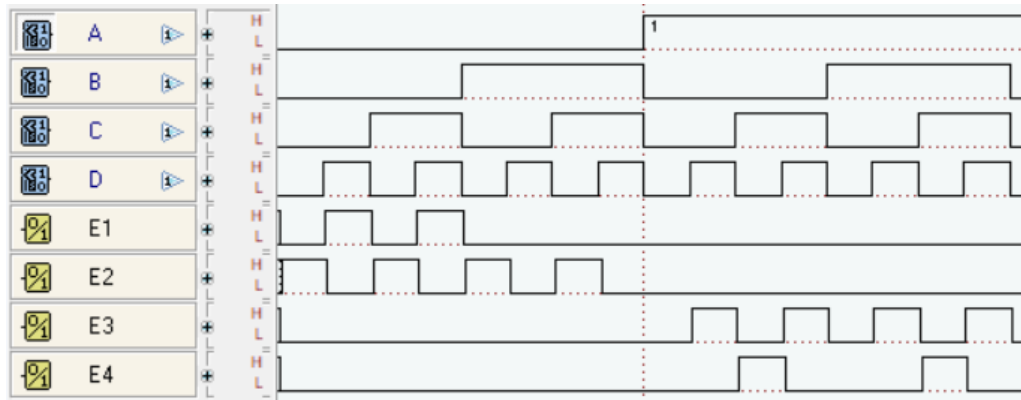 A H L 1
B H L
C H L
D H L
E1 H L
E2 H L
E3 H L
E4 H L